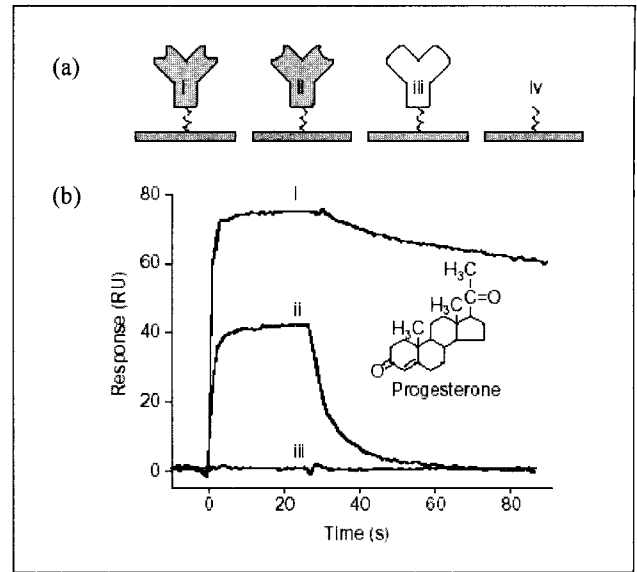 (a)
i ii iii iv
(b)
80
60
40
20
0
Response (RU)
i
ii
iii
H₃C
C=O
H₃C
H₃C
O
Progesterone
0 20 40 60 80
Time (s)